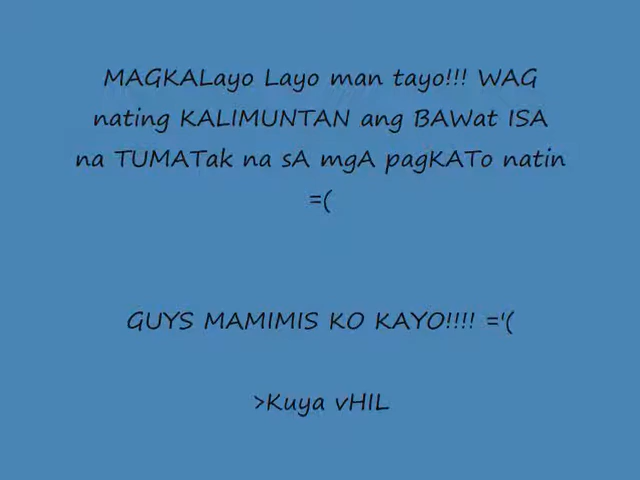 MAGKALayo Layo man tayo!!! WAG
nating KALIMUNTAN ang BAWat ISA
na TUMATak na sA mgA pagKATo natin
=(
GUYS MAMIMIS KO KAYO!!!! ='(
>Kuya vHIL